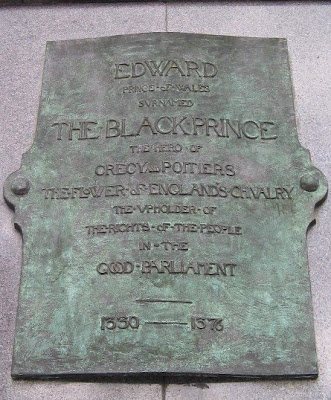 EDWARD
PRINCE·OF·WALES
SURNAMED
THE·BLACK·PRINCE
THE HERO OF
CRECY AND POITIERS
THE·FLOWER·OF·ENGLANDS·CHIVALRY
THE·UPHOLDER·OF
THE·RIGHTS·OF·THE·PEOPLE
IN·THE
GOOD·PARLIAMENT
1330 — 1376